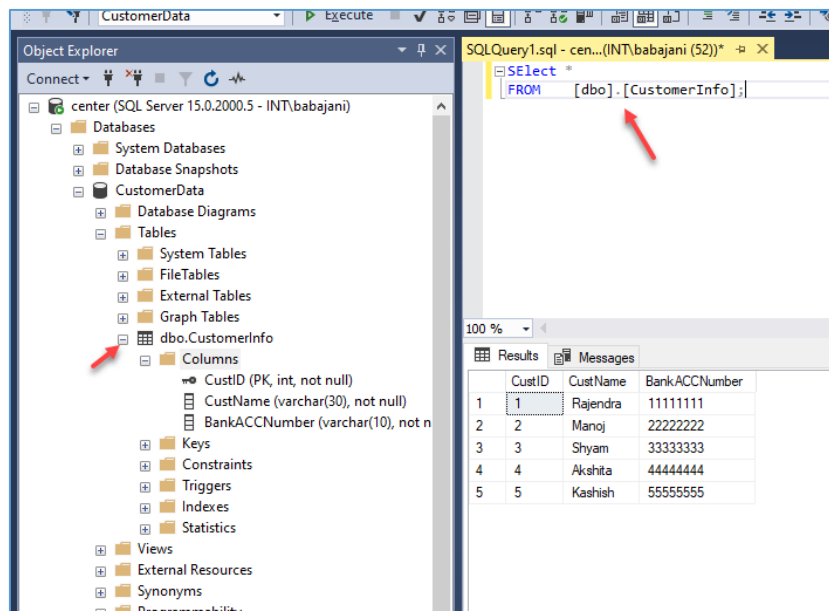 CustomerData
Execute
Object Explorer
SQLQuery1.sql - cen...(INT\babajani (52))*
Connect
SElect *
FROM [dbo].[CustomerInfo];
center (SQL Server 15.0.2000.5 - INT\babajani)
Databases
System Databases
Database Snapshots
CustomerData
Database Diagrams
Tables
System Tables
FileTables
External Tables
Graph Tables
dbo.CustomerInfo
Columns
CustID (PK, int, not null)
CustName (varchar(30), not null)
BankACCNumber (varchar(10), not n
Keys
Constraints
Triggers
Indexes
Statistics
Views
External Resources
Synonyms
Programmability
100 %
Results Messages
CustID CustName BankACCNumber
1 1 Rajendra 11111111
2 2 Manoj 22222222
3 3 Shyam 33333333
4 4 Akshita 44444444
5 5 Kashish 55555555